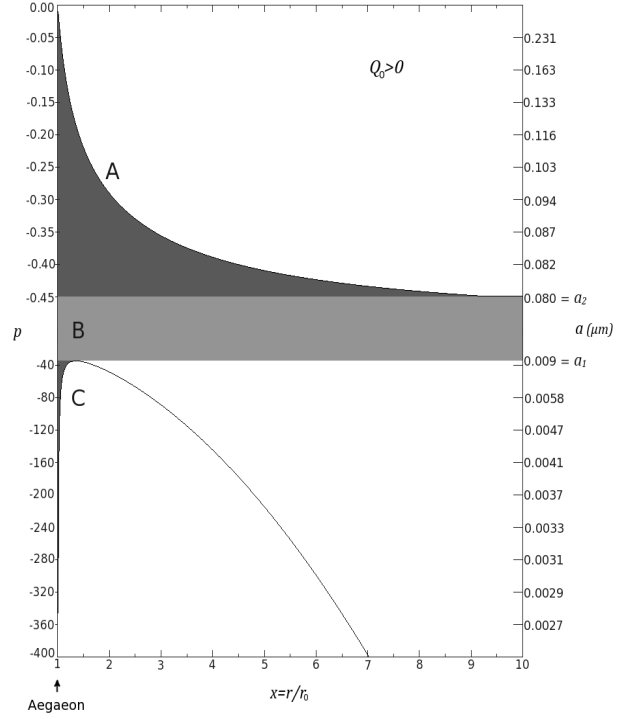 0.00
-0.05 0.231
Q₀>0
-0.10 0.163
-0.15 0.133
-0.20 0.116
A
-0.25 0.103
-0.30 0.094
-0.35 0.087
-0.40 0.082
-0.45 0.080 = a₂
p B a (μm)
-40 0.009 = a₁
C
-80 0.0058
-120 0.0047
-160 0.0041
-200 0.0037
-240 0.0033
-280 0.0031
-320 0.0029
-360 0.0027
-400
1 2 3 4 5 6 7 8 9 10
x=r/r₀
Aegaeon